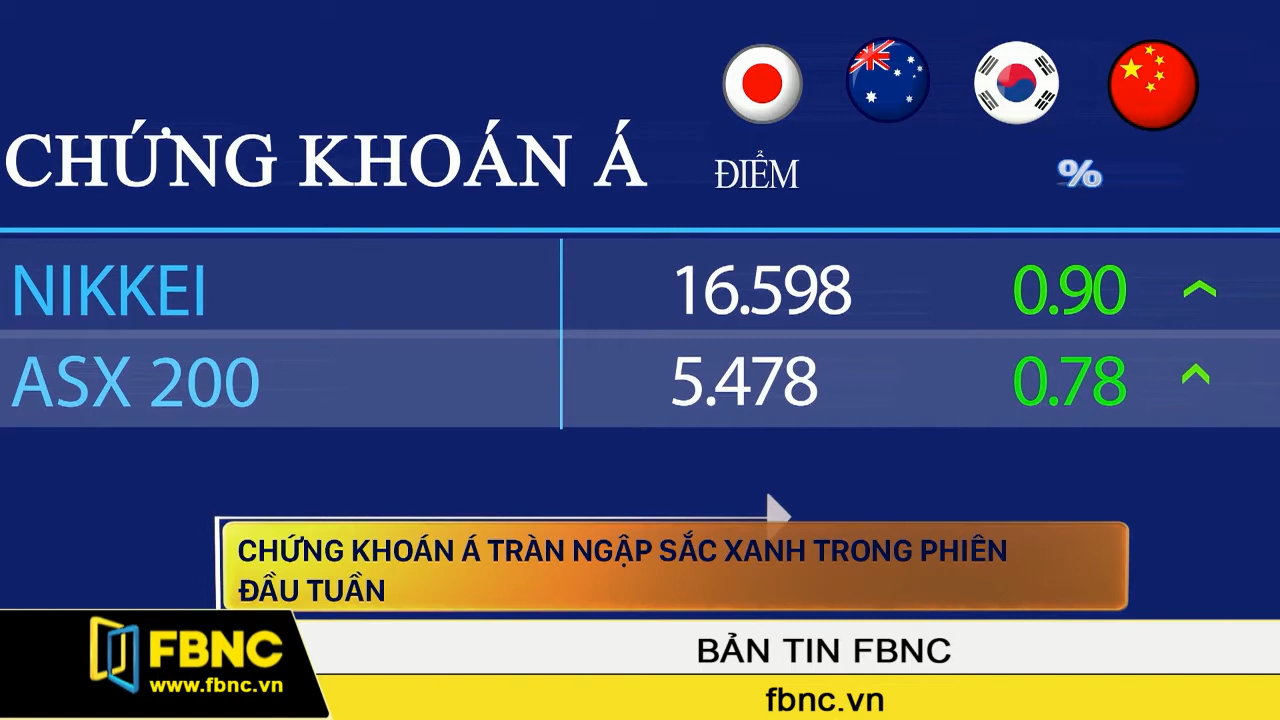 CHỨNG KHOÁN Á
ĐIỂM %
NIKKEI 16.598 0.90
ASX 200 5.478 0.78
CHỨNG KHOÁN Á TRÀN NGẬP SẮC XANH TRONG PHIÊN
ĐẦU TUẦN
FBNC
www.fbnc.vn
BẢN TIN FBNC
fbnc.vn